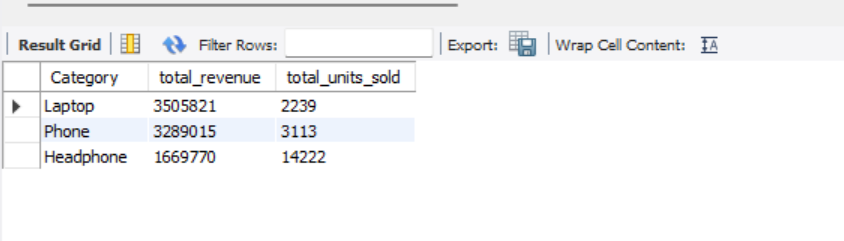 Result Grid Filter Rows: Export: Wrap Cell Content:
Category total_revenue total_units_sold
Laptop 3505821 2239
Phone 3289015 3113
Headphone 1669770 14222